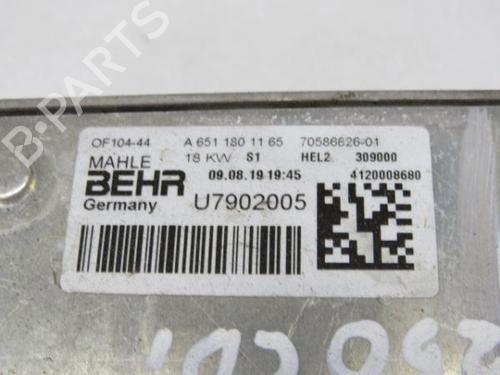 B-PARTS
OF104-44 A 651 180 11 65 70586626-01
MAHLE 18 KW S1 HEL2 309000
BEHR 09.08.19 19:45 4120008680
Germany U7902005